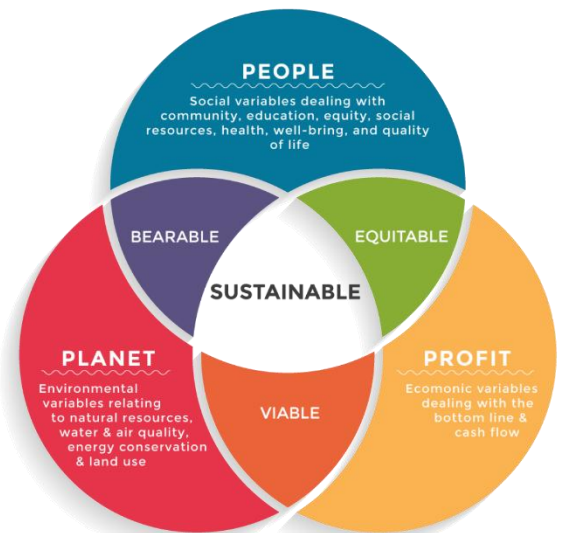 PEOPLE
Social variables dealing with
community, education, equity, social
resources, health, well-bring, and quality
of life
BEARABLE
EQUITABLE
SUSTAINABLE
PLANET
Environmental
variables relating
to natural resources,
water & air quality,
energy conservation
& land use
PROFIT
Ecomonic variables
dealing with the
bottom line &
cash flow
VIABLE